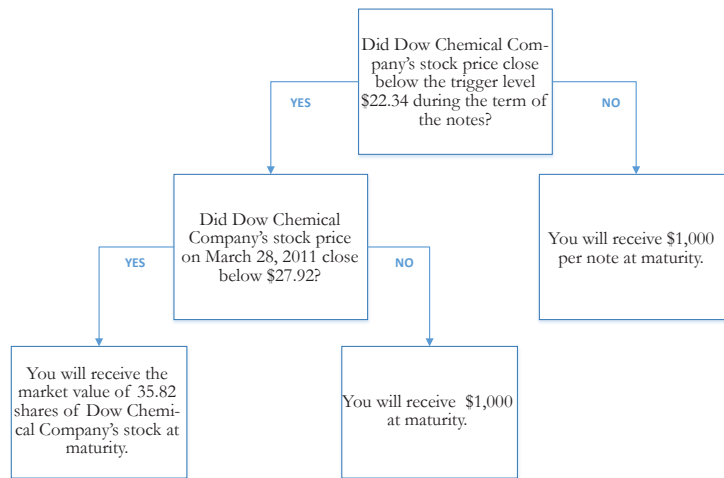 Did Dow Chemical Com-
pany's stock price close
below the trigger level
$22.34 during the term of
the notes?
YES
NO
Did Dow Chemical
Company's stock price
on March 28, 2011 close
below $27.92?
You will receive $1,000
per note at maturity.
YES
NO
You will receive the
market value of 35.82
shares of Dow Chemi-
cal Company's stock at
maturity.
You will receive $1,000
at maturity.